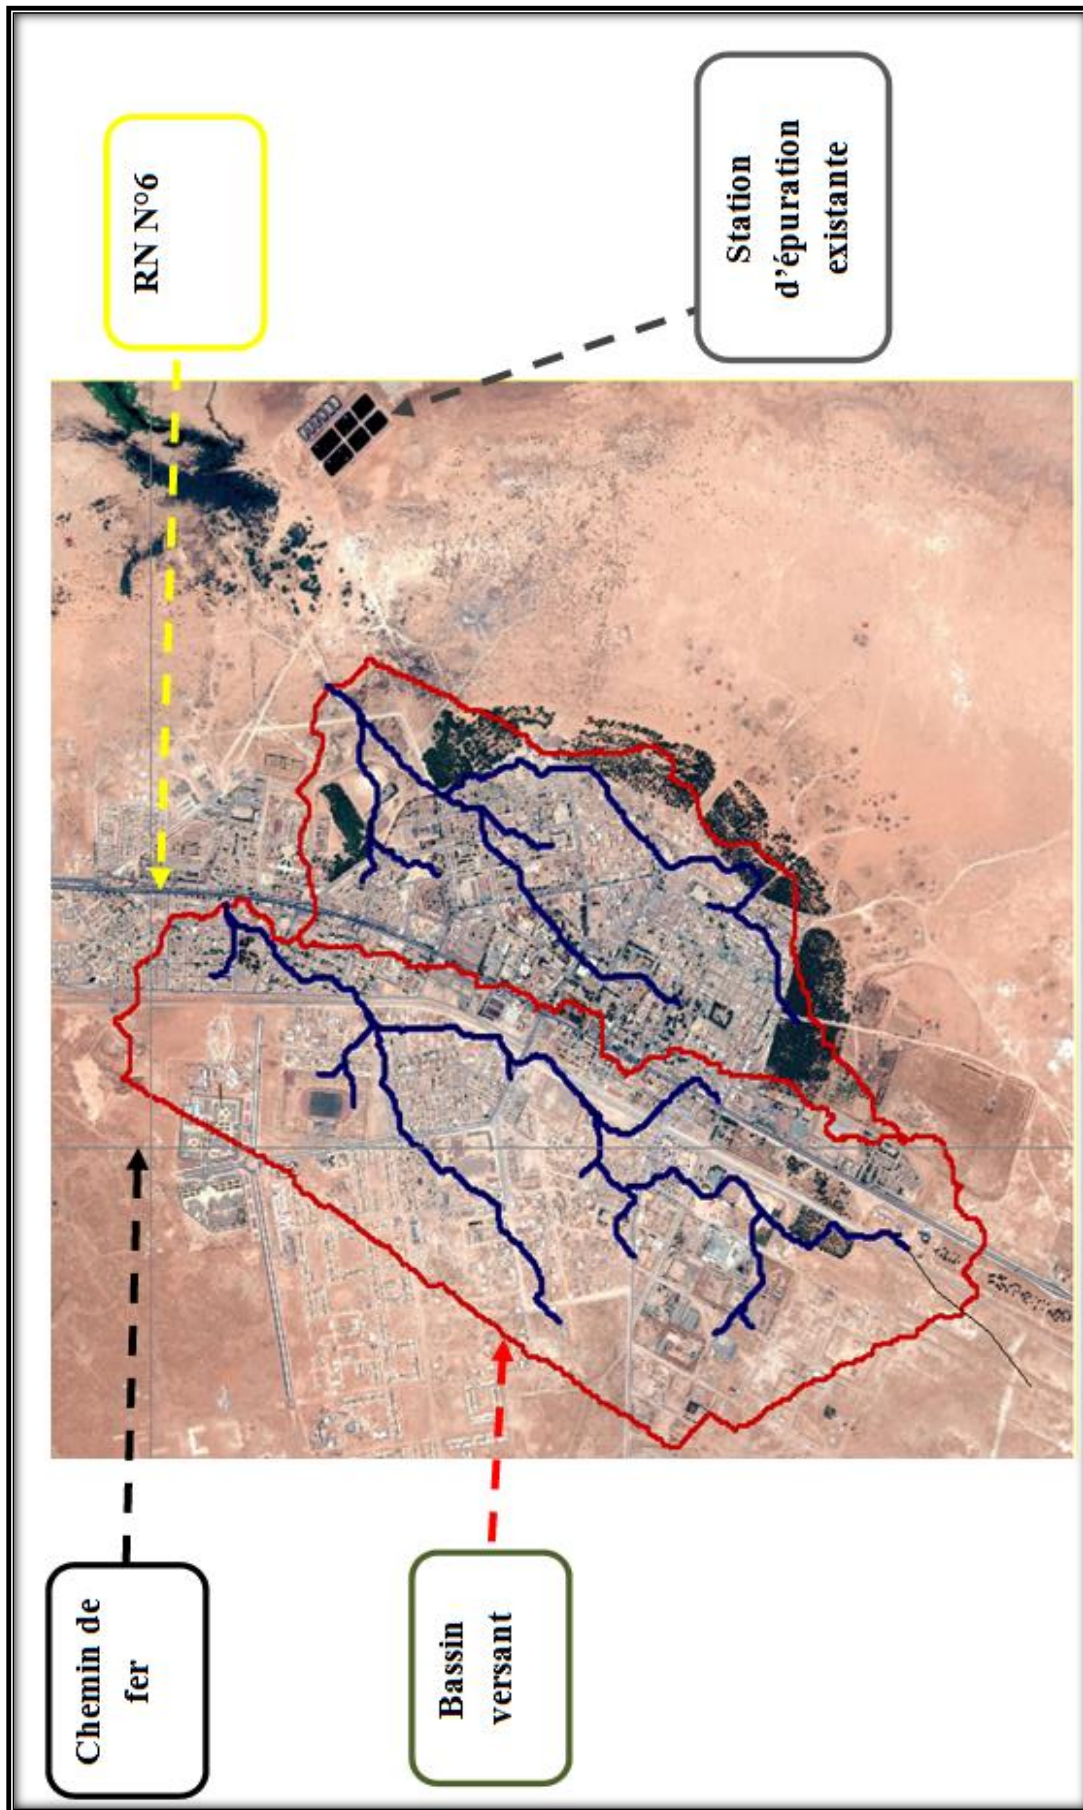 Chemin de
fer
RN N°6
Bassin
versant
Station
d’épuration
existante